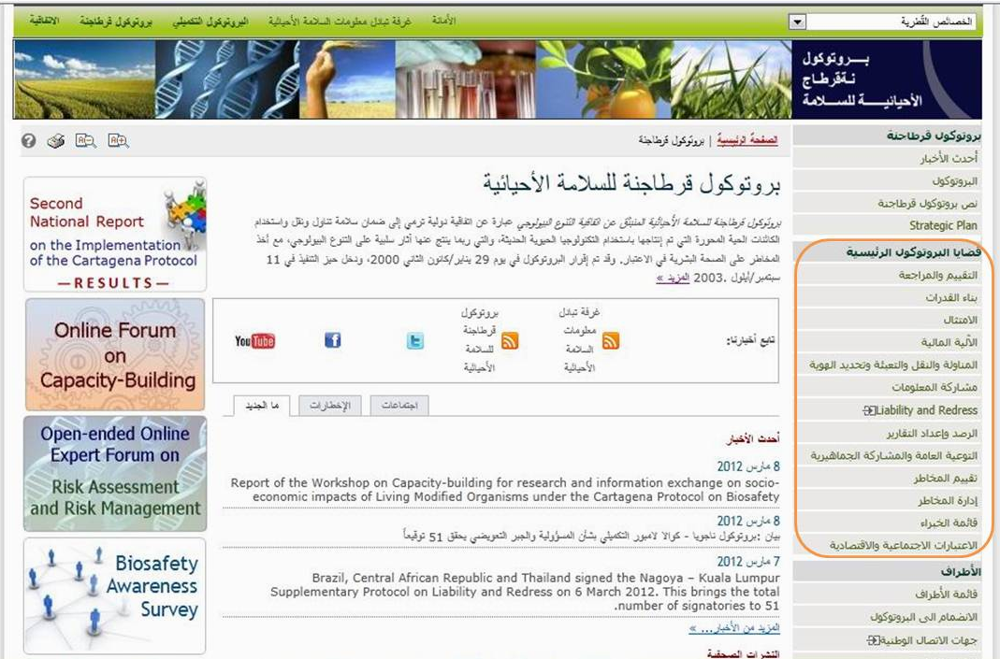 الاتفاقية
بروتوكول قرطاجنة
البروتوكول التكميلي
غرفة تبادل معلومات السلامة الأحيائية
الأمانة
الخصائص القُطرية
بـــروتوكول
نـةقرطـاج
الأحيانيــــة للســـلامة
الصفحة الرئيسية | بروتوكول قرطاجنة
بروتوكول قرطاجنة
أحدث الأخبار
البروتوكول
نص بروتوكول قرطاجنة
Strategic Plan
قضايا البروتوكول الرئيسية
التقييم والمراجعة
بناء القدرات
الامتثال
الآلية المالية
المناولة والنقل والتعبئة وتحديد الهوية
مشاركة المعلومات
Liability and Redress
الرصد وإعداد التقارير
التوعية العامة والمشاركة الجماهيرية
تقييم المخاطر
إدارة المخاطر
قائمة الخبراء
الاعتبارات الاجتماعية والاقتصادية
الأطراف
قائمة الأطراف
الانضمام الى البروتوكول
جهات الاتصال الوطنية
بروتوكول قرطاجنة للسلامة الأحيائية
بروتوكول قرطاجنة للسلامة الأحيائية المنبثق عن اتفاقية التنوع البيولوجي عبارة عن اتفاقية دولية ترمي إلى ضمان سلامة تناول ونقل واستخدام
الكائنات الحية المحورة التي تم إنتاجها باستخدام التكنولوجيا الحيوية الحديثة، والتي ربما ينتج عنها آثار سلبية على التنوع البيولوجي، مع أخذ
المخاطر على الصحة البشرية في الاعتبار. وقد تم إقرار البروتوكول في يوم 29 يناير/كانون الثاني 2000، ودخل حيز التنفيذ في 11
سبتمبر/أيلول .2003 المزيد »
تابع أخبارنا:
غرفة تبادل
معلومات
السلامة
الأحيائية
بروتوكول
قرطاجنة
للسلامة
الأحيائية
YouTube
ما الجديد
الإخطارات
اجتماعات
أحدث الأخبار
8 مارس 2012
Report of the Workshop on Capacity-building for research and information exchange on socio-
economic impacts of Living Modified Organisms under the Cartagena Protocol on Biosafety
8 مارس 2012
بيان :بروتوكول ناجويا - كوالا لامبور التكميلي بشأن المسؤولية والجبر التعويضي يحقق 51 توقيعاً
7 مارس 2012
Brazil, Central African Republic and Thailand signed the Nagoya – Kuala Lumpur
Supplementary Protocol on Liability and Redress on 6 March 2012. This brings the total
.number of signatories to 51
المزيد من الأخبار... »
النشرات الصحفية
Second
National Report
on the Implementation
of the Cartagena Protocol
— RESULTS —
Online Forum
on
Capacity-Building
Open-ended Online
Expert Forum on
Risk Assessment
and Risk Management
Biosafety
Awareness
Survey